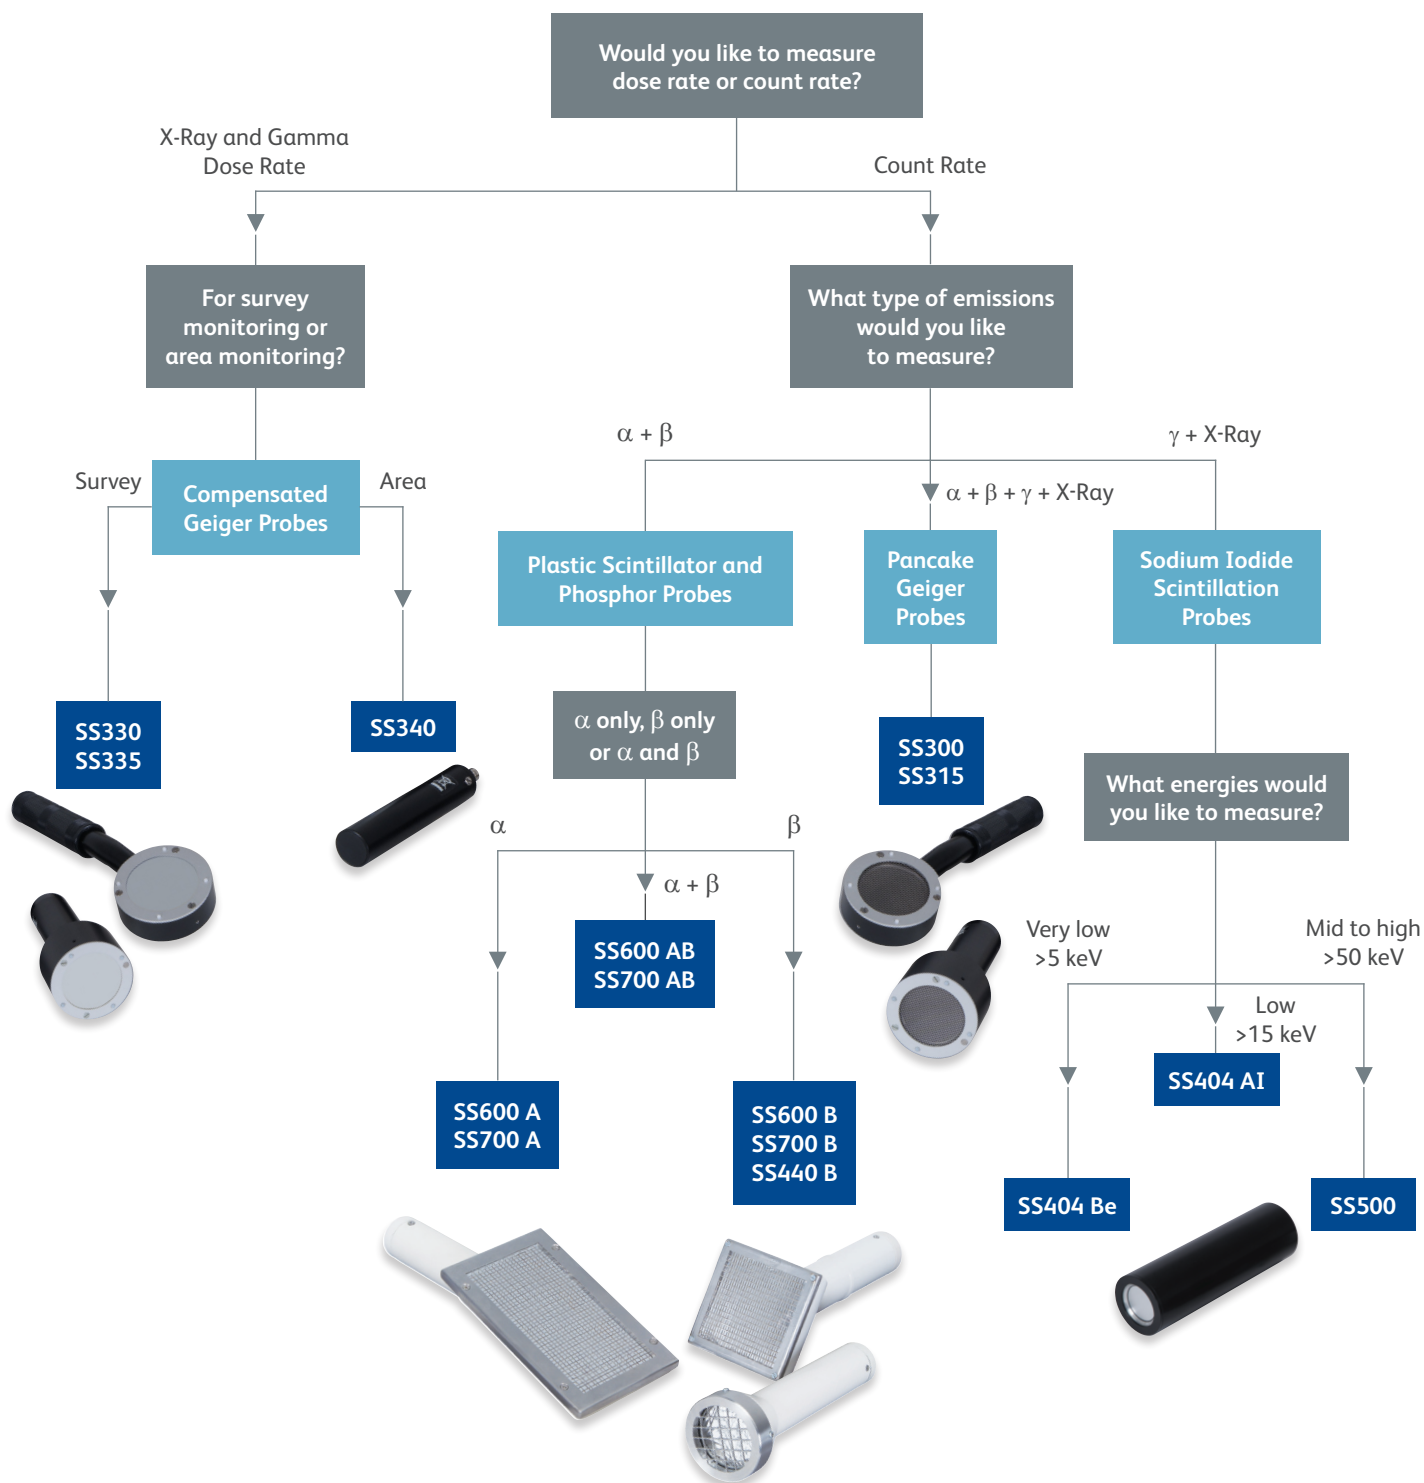 Would you like to measure
dose rate or count rate?
X-Ray and Gamma
Dose Rate
Count Rate
For survey
monitoring or
area monitoring?
What type of emissions
would you like
to measure?
α + β
γ + X-Ray
α + β + γ + X-Ray
Survey
Area
Compensated
Geiger Probes
Plastic Scintillator and
Phosphor Probes
Pancake
Geiger
Probes
Sodium Iodide
Scintillation
Probes
SS330
SS335
SS340
α only, β only
or α and β
SS300
SS315
What energies would
you like to measure?
α
β
α + β
SS600 AB
SS700 AB
Very low
>5 keV
Mid to high
>50 keV
Low
>15 keV
SS404 AI
SS600 A
SS700 A
SS600 B
SS700 B
SS440 B
SS404 Be
SS500